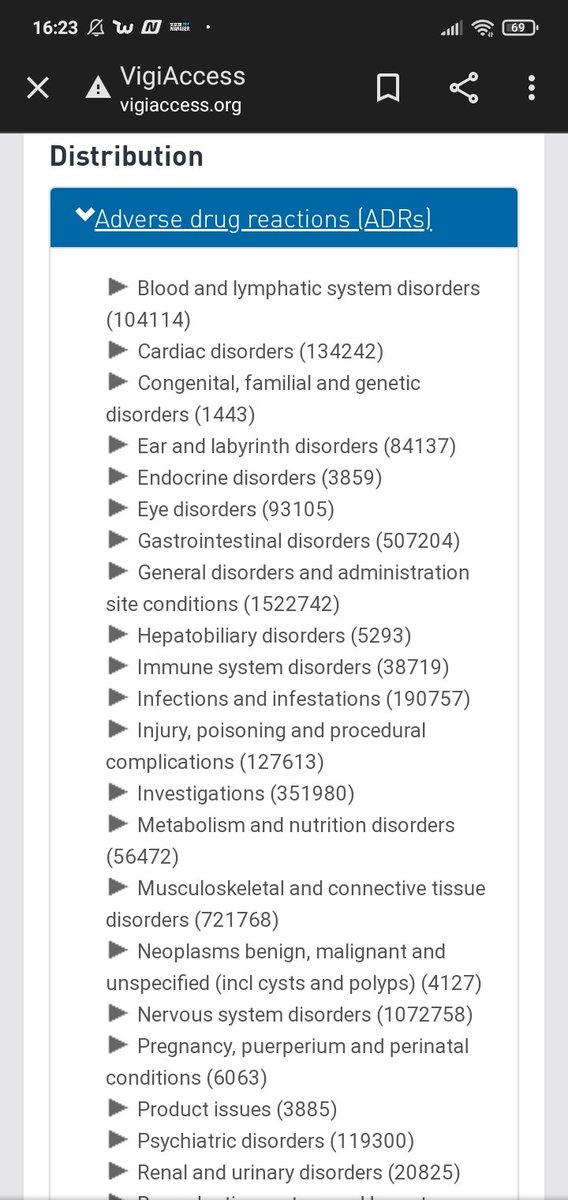 16:23
69
VigiAccess
vigiaccess.org
Distribution
Adverse drug reactions (ADRs)
Blood and lymphatic system disorders
(104114)
Cardiac disorders (134242)
Congenital, familial and genetic
disorders (1443)
Ear and labyrinth disorders (84137)
Endocrine disorders (3859)
Eye disorders (93105)
Gastrointestinal disorders (507204)
General disorders and administration
site conditions (1522742)
Hepatobiliary disorders (5293)
Immune system disorders (38719)
Infections and infestations (190757)
Injury, poisoning and procedural
complications (127613)
Investigations (351980)
Metabolism and nutrition disorders
(56472)
Musculoskeletal and connective tissue
disorders (721768)
Neoplasms benign, malignant and
unspecified (incl cysts and polyps) (4127)
Nervous system disorders (1072758)
Pregnancy, puerperium and perinatal
conditions (6063)
Product issues (3885)
Psychiatric disorders (119300)
Renal and urinary disorders (20825)